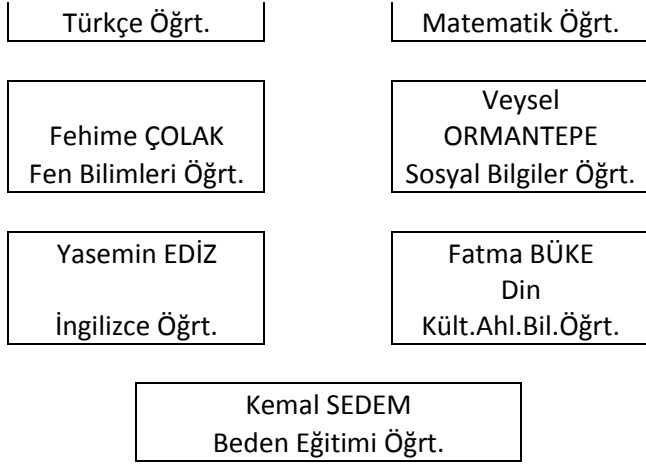 Türkçe Öğrt.
Matematik Öğrt.
Fehime ÇOLAK
Fen Bilimleri Öğrt.
Veysel
ORMANTEPE
Sosyal Bilgiler Öğrt.
Yasemin EDİZ
İngilizce Öğrt.
Fatma BÜKE
Din
Kült.Ahl.Bil.Öğrt.
Kemal SEDEM
Beden Eğitimi Öğrt.